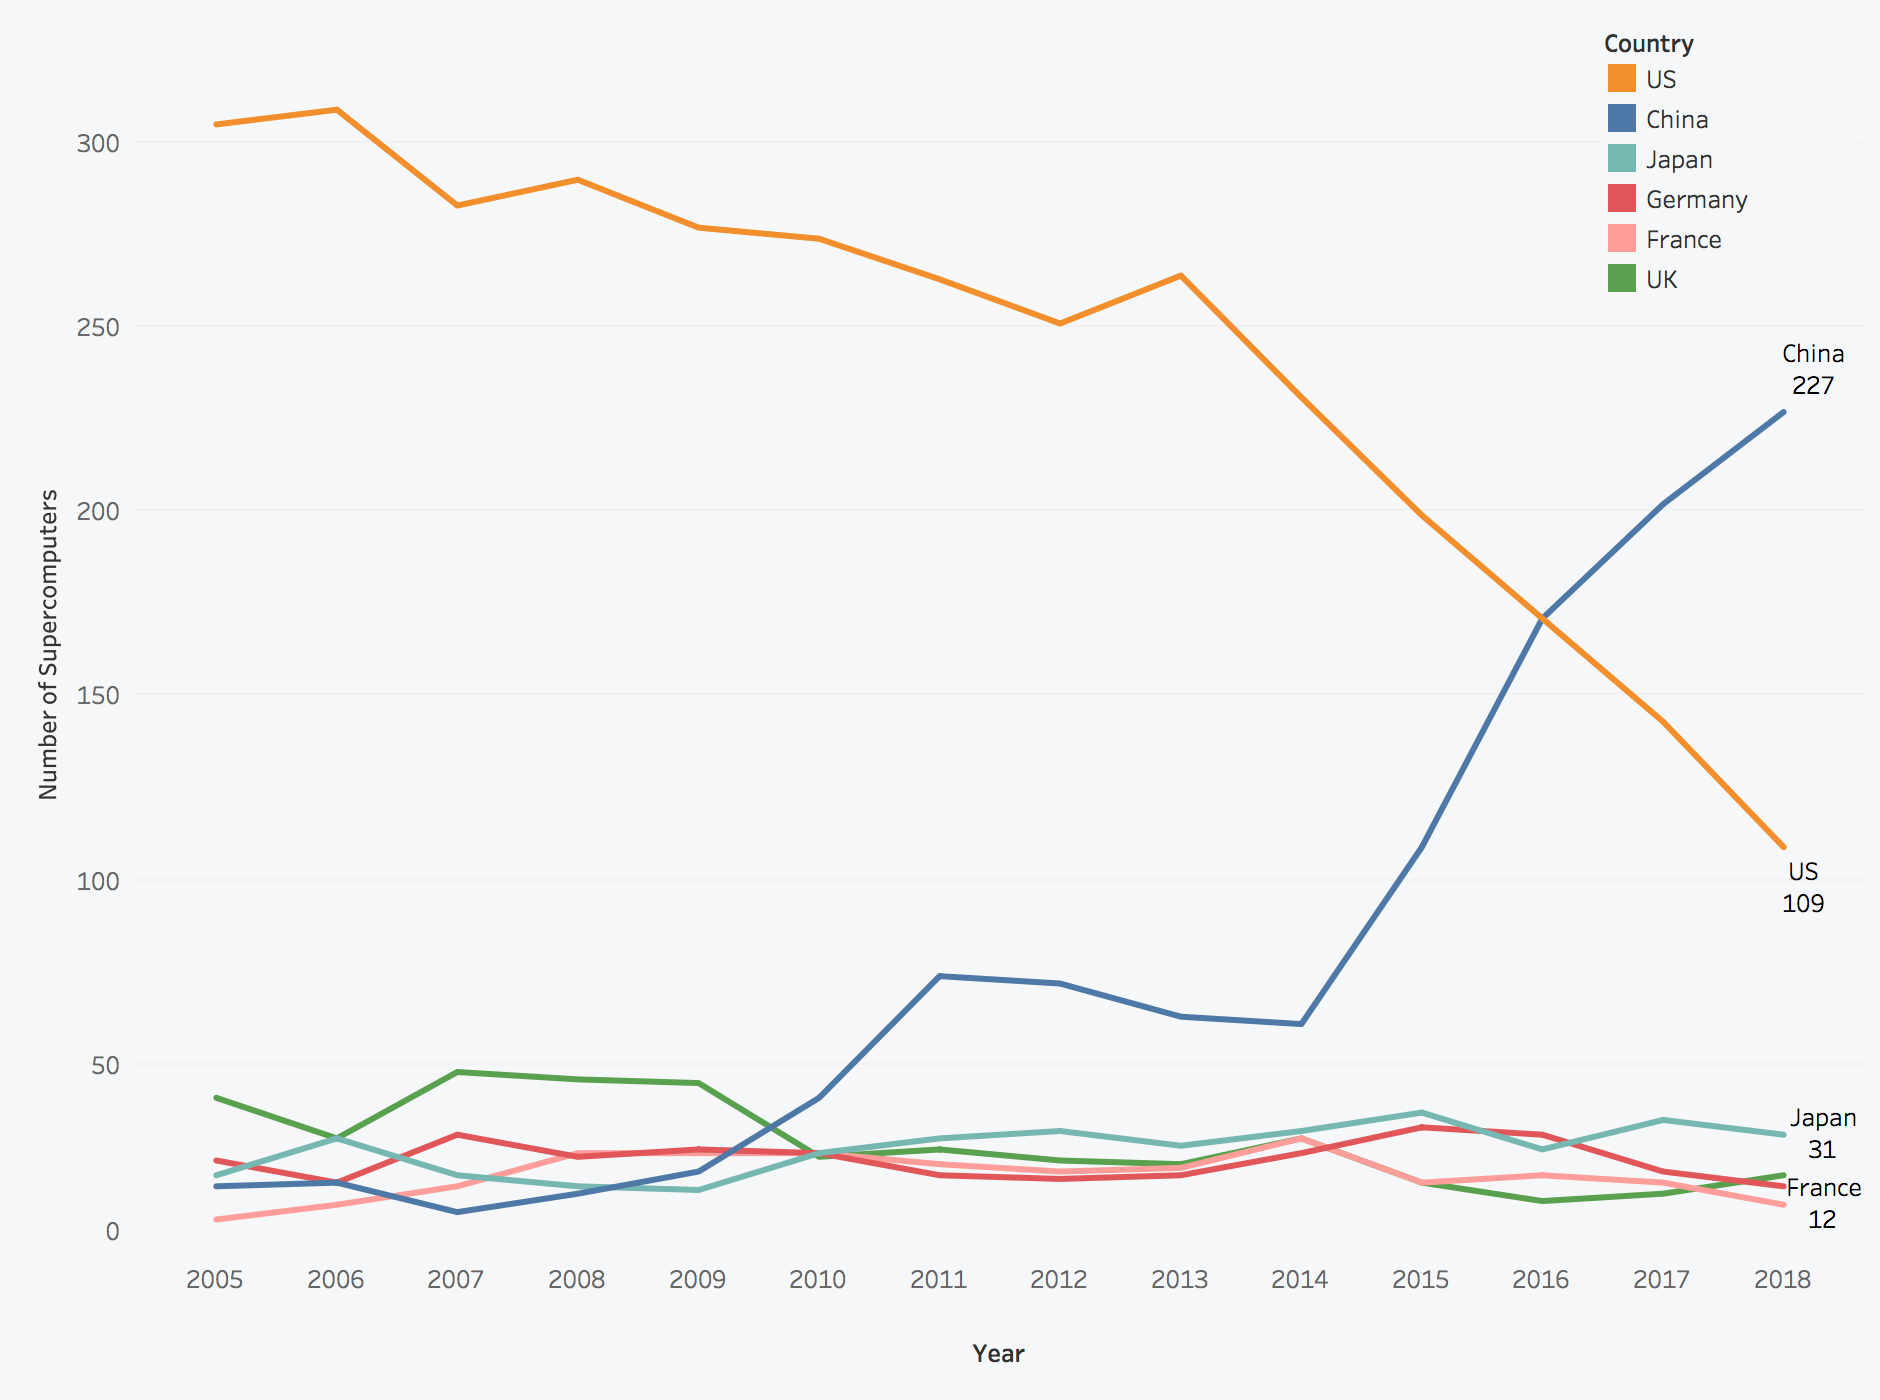 Country
US
China
Japan
Germany
France
UK
300
250
200
150
100
50
0
Number of Supercomputers
China
227
US
109
Japan
31
France
12
2005 2006 2007 2008 2009 2010 2011 2012 2013 2014 2015 2016 2017 2018
Year